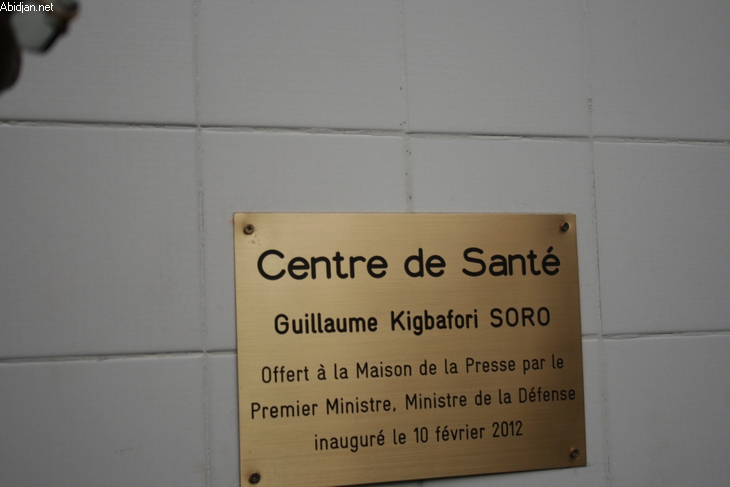 Abidjan.net
Centre de Santé
Guillaume Kigbafori SORO
Offert à la Maison de la Presse par le
Premier Ministre, Ministre de la Défense
inauguré le 10 février 2012